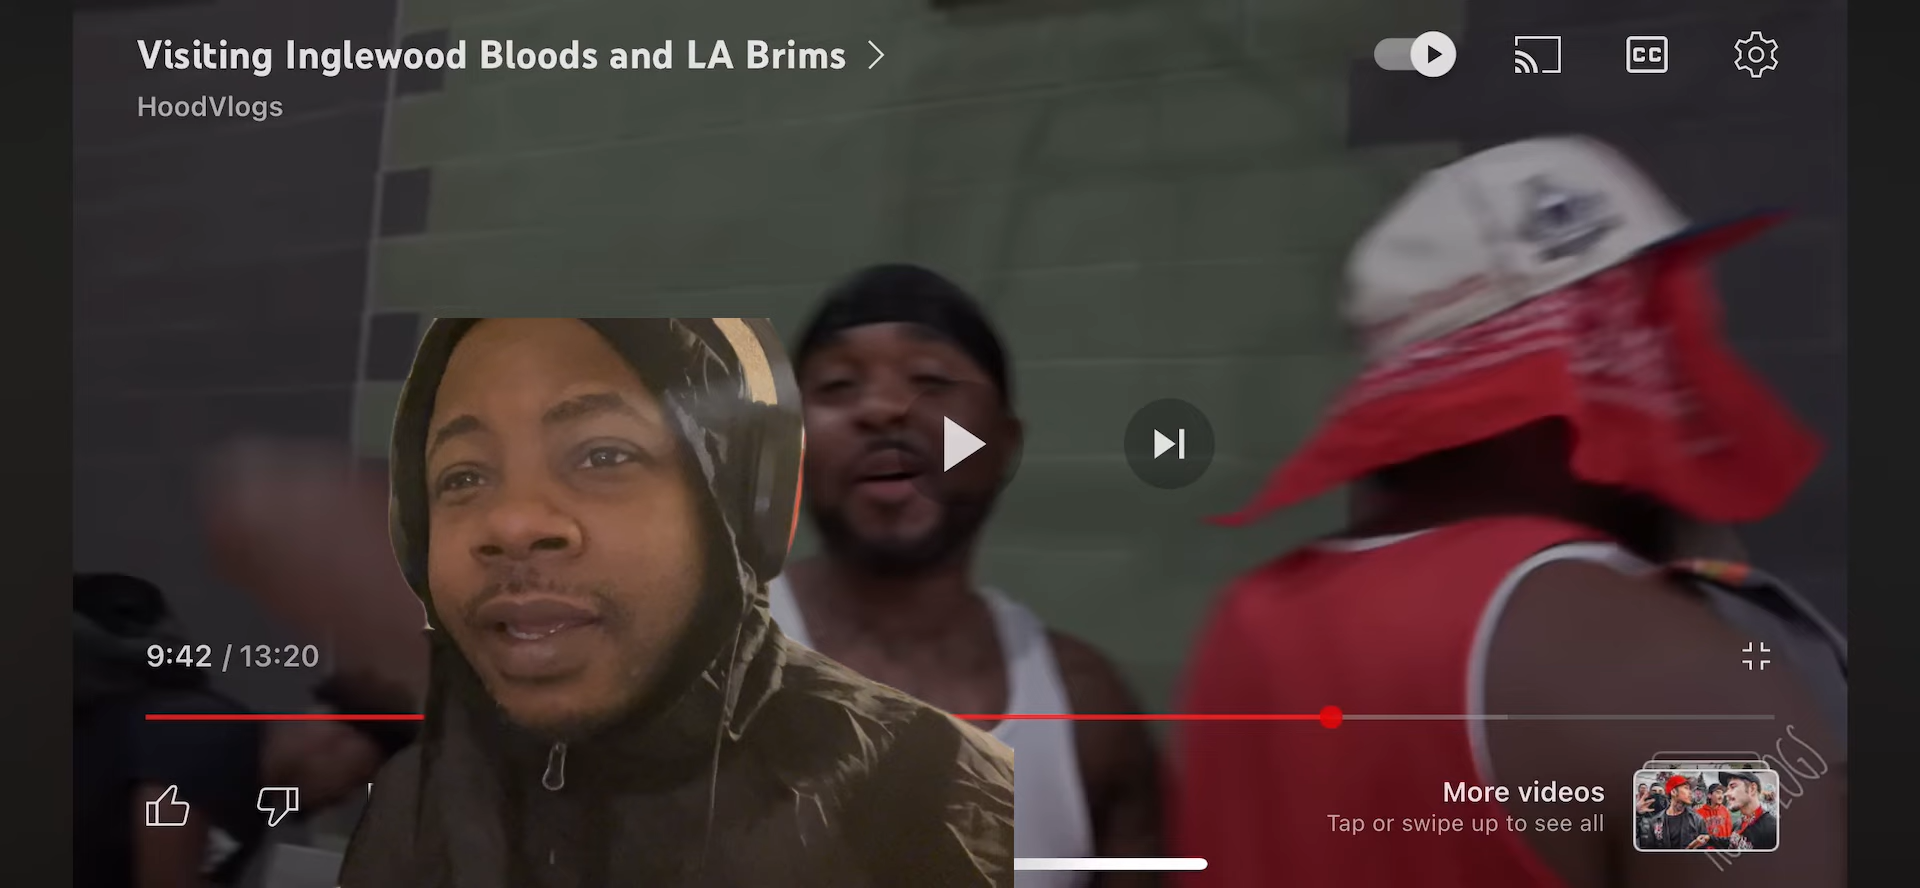 Visiting Inglewood Bloods and LA Brims
HoodVlogs
CC
9:42 / 13:20
More videos
Tap or swipe up to see all